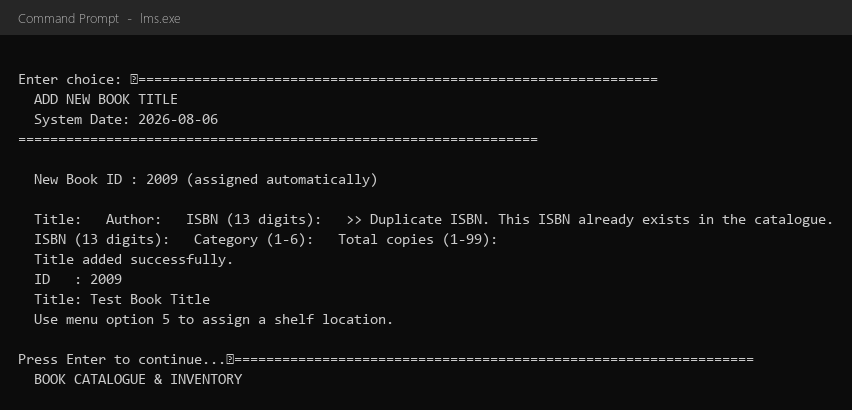 Command Prompt - lms.exe
Enter choice: ⍰=================================================================
ADD NEW BOOK TITLE
System Date: 2026-08-06
=================================================================
New Book ID : 2009 (assigned automatically)
Title:   Author:   ISBN (13 digits):   >> Duplicate ISBN. This ISBN already exists in the catalogue.
ISBN (13 digits):   Category (1-6):   Total copies (1-99):
Title added successfully.
ID   : 2009
Title: Test Book Title
Use menu option 5 to assign a shelf location.
Press Enter to continue...⍰=================================================================
BOOK CATALOGUE & INVENTORY